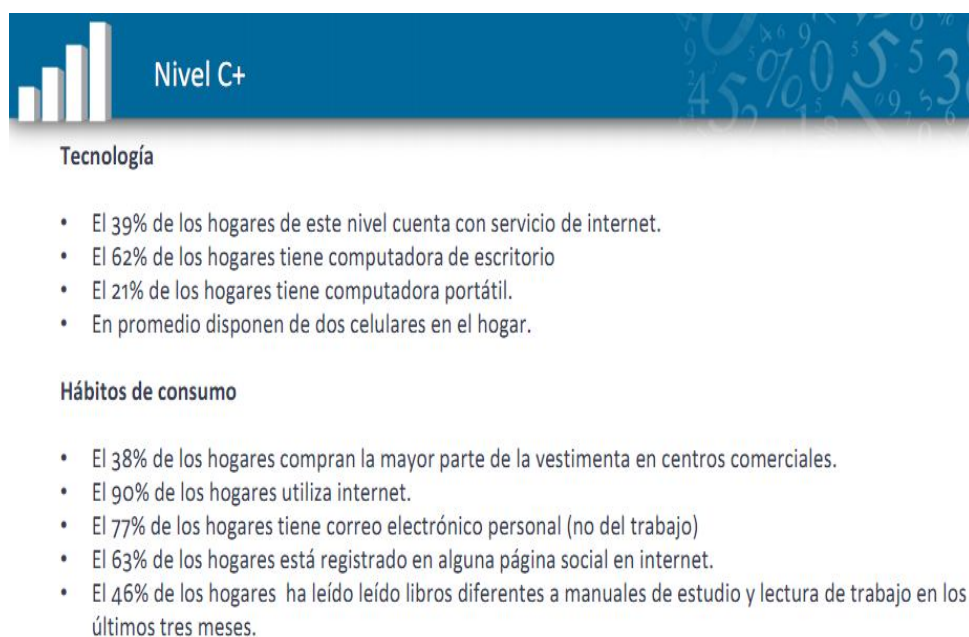 Nivel C+
Tecnología
• El 39% de los hogares de este nivel cuenta con servicio de internet.
• El 62% de los hogares tiene computadora de escritorio
• El 21% de los hogares tiene computadora portátil.
• En promedio disponen de dos celulares en el hogar.
Hábitos de consumo
• El 38% de los hogares compran la mayor parte de la vestimenta en centros comerciales.
• El 90% de los hogares utiliza internet.
• El 77% de los hogares tiene correo electrónico personal (no del trabajo)
• El 63% de los hogares está registrado en alguna página social en internet.
• El 46% de los hogares ha leído leído libros diferentes a manuales de estudio y lectura de trabajo en los
últimos tres meses.